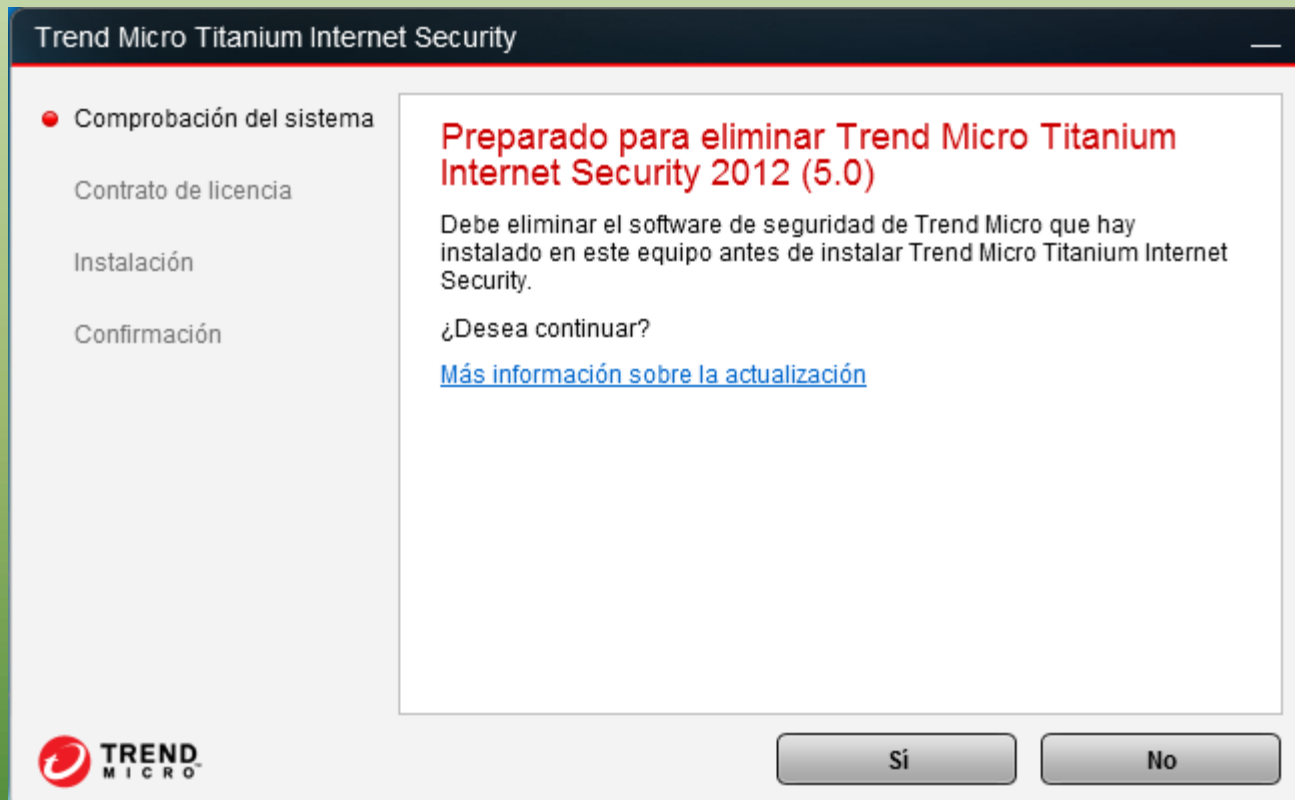 Trend Micro Titanium Internet Security
Comprobación del sistema
Contrato de licencia
Instalación
Confirmación
Preparado para eliminar Trend Micro Titanium
Internet Security 2012 (5.0)
Debe eliminar el software de seguridad de Trend Micro que hay
instalado en este equipo antes de instalar Trend Micro Titanium Internet
Security.
¿Desea continuar?
Más información sobre la actualización
TREND
MICRO
Sí
No